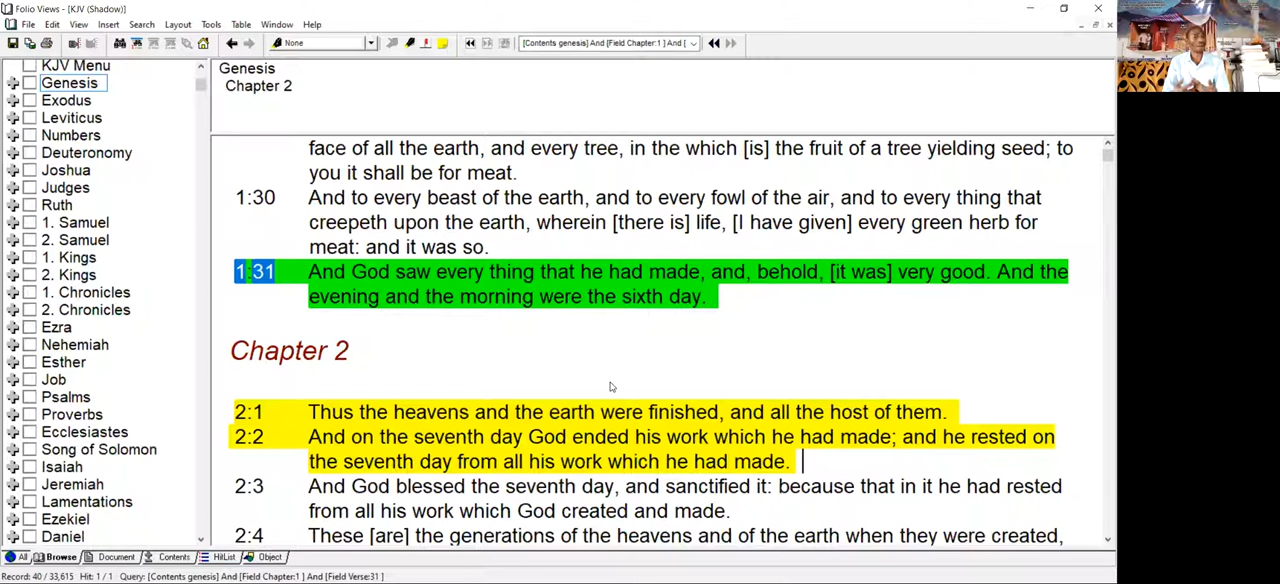 Folio Views - [KJV (Shadow)]
File Edit View Insert Search Layout Tools Table Window Help
None
[Contents genesis] And [Field Chapter:1 ] And [
KJV Menu
Genesis
Exodus
Leviticus
Numbers
Deuteronomy
Joshua
Judges
Ruth
1. Samuel
2. Samuel
1. Kings
2. Kings
1. Chronicles
2. Chronicles
Ezra
Nehemiah
Esther
Job
Psalms
Proverbs
Ecclesiastes
Song of Solomon
Isaiah
Jeremiah
Lamentations
Ezekiel
Daniel
Genesis
Chapter 2
face of all the earth, and every tree, in the which [is] the fruit of a tree yielding seed; to
you it shall be for meat.
1:30 And to every beast of the earth, and to every fowl of the air, and to every thing that
creepeth upon the earth, wherein [there is] life, [I have given] every green herb for
meat: and it was so.
1:31 And God saw every thing that he had made, and, behold, [it was] very good. And the
evening and the morning were the sixth day.
Chapter 2
2:1 Thus the heavens and the earth were finished, and all the host of them.
2:2 And on the seventh day God ended his work which he had made; and he rested on
the seventh day from all his work which he had made.
2:3 And God blessed the seventh day, and sanctified it: because that in it he had rested
from all his work which God created and made.
2:4 These [are] the generations of the heavens and of the earth when they were created,
All Browse Document Contents HitList Object
Record: 40 / 33,615 Hit: 1 / 1 Query: [Contents genesis] And [Field Chapter:1 ] And [Field Verse:31 ]